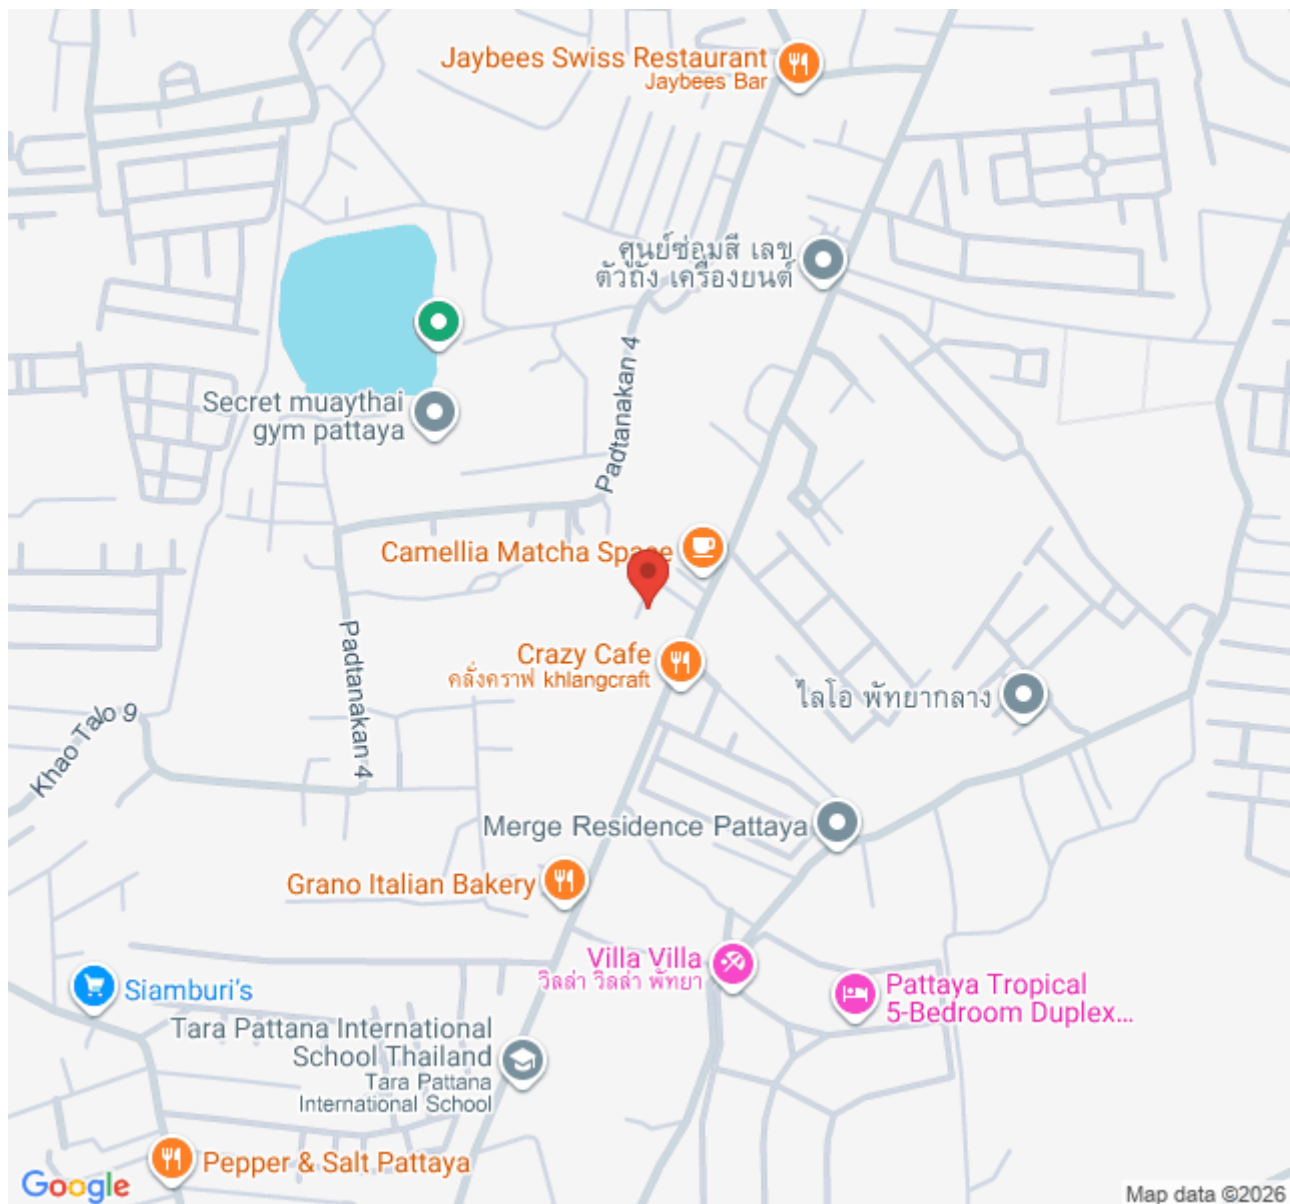 Jaybees Swiss Restaurant
Jaybees Bar
ศูนย์ซ่อมสี เลข
ตัวถัง เครื่องยนต์
Padtanakan 4
Secret muaythai
gym pattaya
Camellia Matcha Space
Crazy Cafe
คลั่งคราฟ khlangcraft
Padtanakan 4
ไลโอ พัทยากลาง
Khao Talo 9
Merge Residence Pattaya
Grano Italian Bakery
Villa Villa
วิลล่า วิลล่า พัทยา
Pattaya Tropical
5-Bedroom Duplex...
Siamburi's
Tara Pattana International
School Thailand
Tara Pattana
International School
Pepper & Salt Pattaya
Google
Map data ©2026